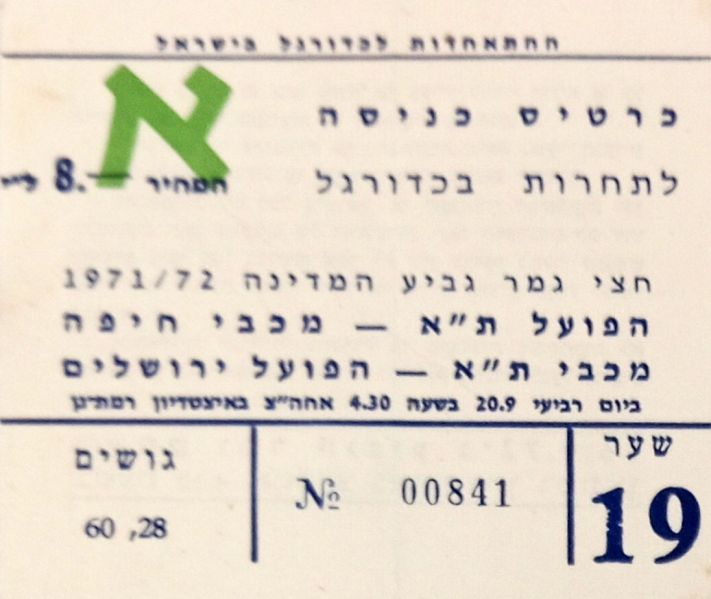 ההתאחדות לכדורגל בישראל
כרטיס כניסה
א
לתחרות בכדורגל
המחיר 8.— ל״י
חצי גמר גביע המדינה 1971/72
הפועל ת״א — מכבי חיפה
מכבי ת״א — הפועל ירושלים
ביום רביעי 20.9 בשעה 4.30 אחה״צ באיצטדיון רמת־גן
שער
19
№ 00841
גושים
28, 60